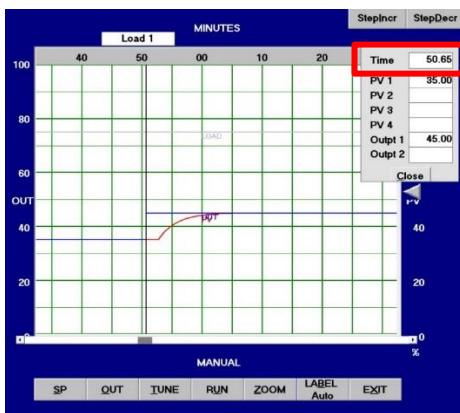 StepIncr StepDecr
MINUTES
Load 1
40 50 00 10 20
Time 50.65
PV 1 35.00
PV 2
PV 3
PV 4
Outpt 1 45.00
Outpt 2
Close
100
80
LOAD
60
OUT PV
40 40
20 20
0 0
%
MANUAL
SP OUT TUNE RUN ZOOM LABEL Auto EXIT